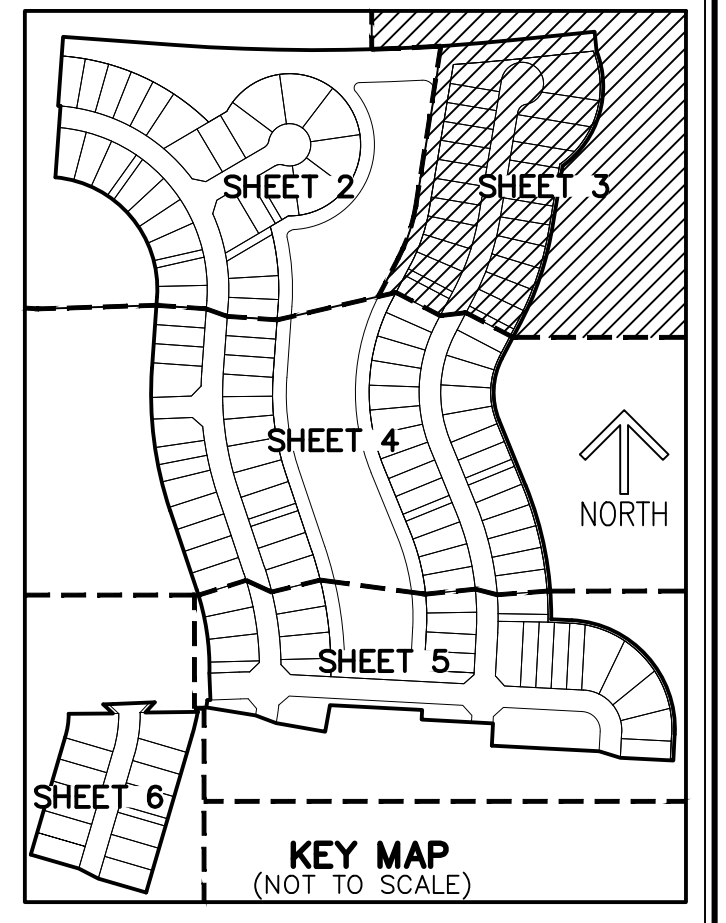 SHEET 2
SHEET 3
SHEET 4
NORTH
SHEET 5
SHEET 6
KEY MAP
(NOT TO SCALE)